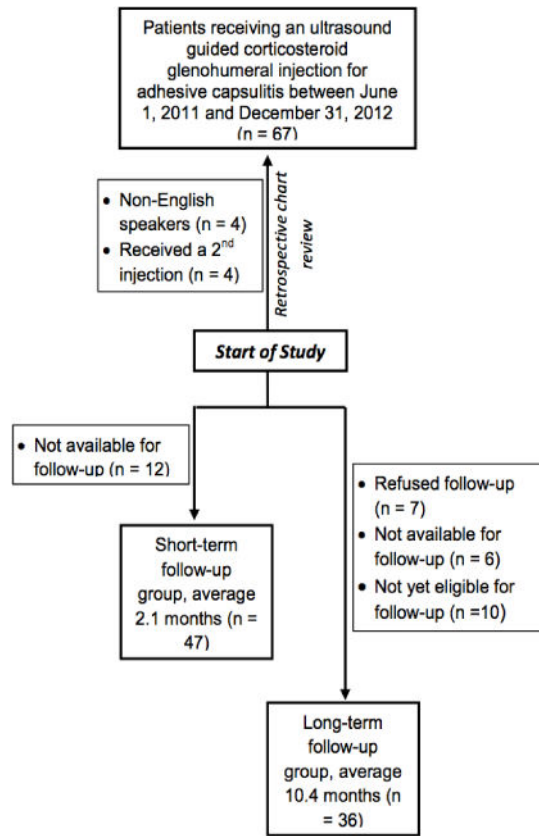 Patients receiving an ultrasound
guided corticosteroid
glenohumeral injection for
adhesive capsulitis between June
1, 2011 and December 31, 2012
(n = 67)
• Non-English
speakers (n = 4)
• Received a 2nd
injection (n = 4)
Retrospective chart
review
Start of Study
• Not available for
follow-up (n = 12)
• Refused follow-up
(n = 7)
• Not available for
follow-up (n = 6)
• Not yet eligible for
follow-up (n =10)
Short-term
follow-up
group, average
2.1 months (n =
47)
Long-term
follow-up
group, average
10.4 months (n
= 36)